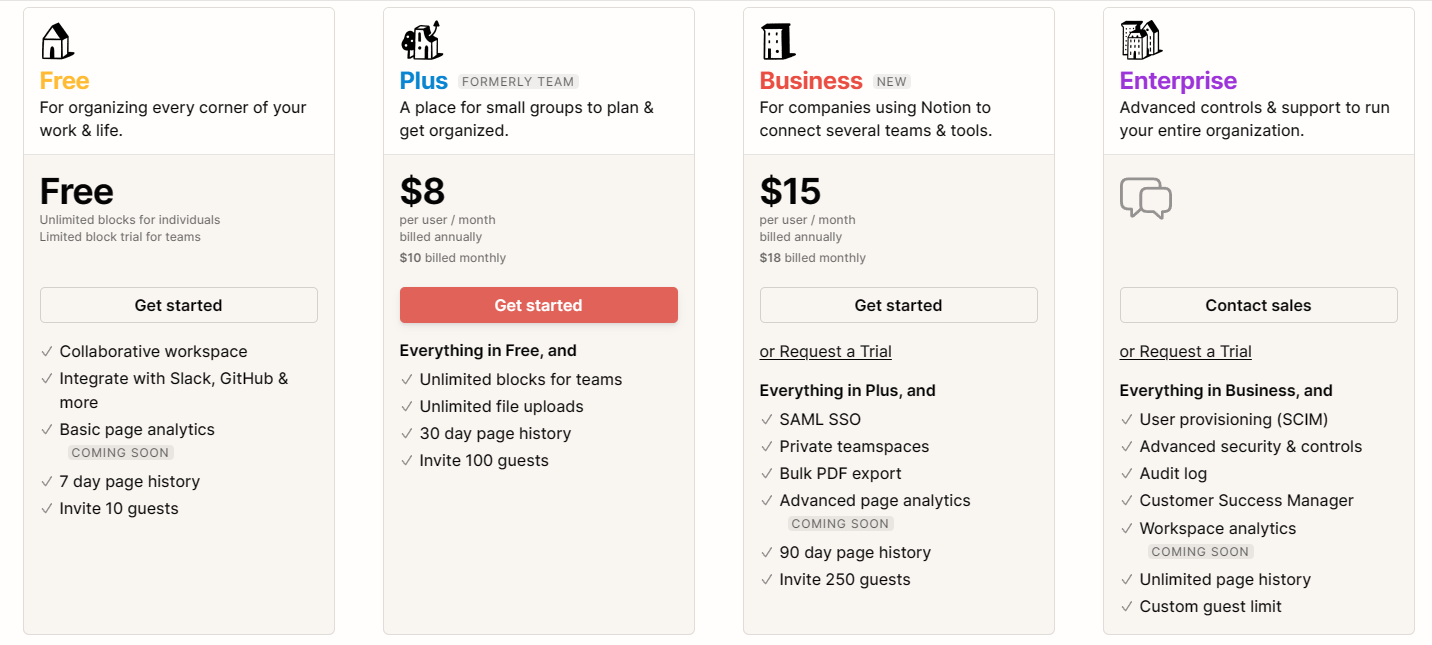 Free
For organizing every corner of your
work & life.
Free
Unlimited blocks for individuals
Limited block trial for teams
Get started
Collaborative workspace
Integrate with Slack, GitHub &
more
Basic page analytics
COMING SOON
7 day page history
Invite 10 guests
Plus FORMERLY TEAM
A place for small groups to plan &
get organized.
$8
per user / month
billed annually
$10 billed monthly
Get started
Everything in Free, and
Unlimited blocks for teams
Unlimited file uploads
30 day page history
Invite 100 guests
Business NEW
For companies using Notion to
connect several teams & tools.
$15
per user / month
billed annually
$18 billed monthly
Get started
or Request a Trial
Everything in Plus, and
SAML SSO
Private teamspaces
Bulk PDF export
Advanced page analytics
COMING SOON
90 day page history
Invite 250 guests
Enterprise
Advanced controls & support to run
your entire organization.
Contact sales
or Request a Trial
Everything in Business, and
User provisioning (SCIM)
Advanced security & controls
Audit log
Customer Success Manager
Workspace analytics
COMING SOON
Unlimited page history
Custom guest limit